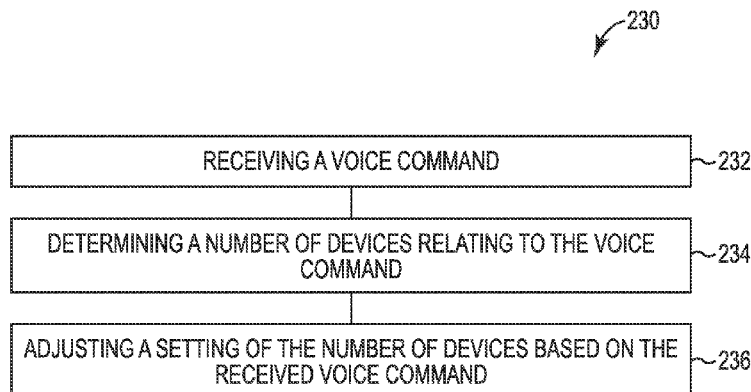 230
RECEIVING A VOICE COMMAND
232
DETERMINING A NUMBER OF DEVICES RELATING TO THE VOICE
COMMAND
234
ADJUSTING A SETTING OF THE NUMBER OF DEVICES BASED ON THE
RECEIVED VOICE COMMAND
236